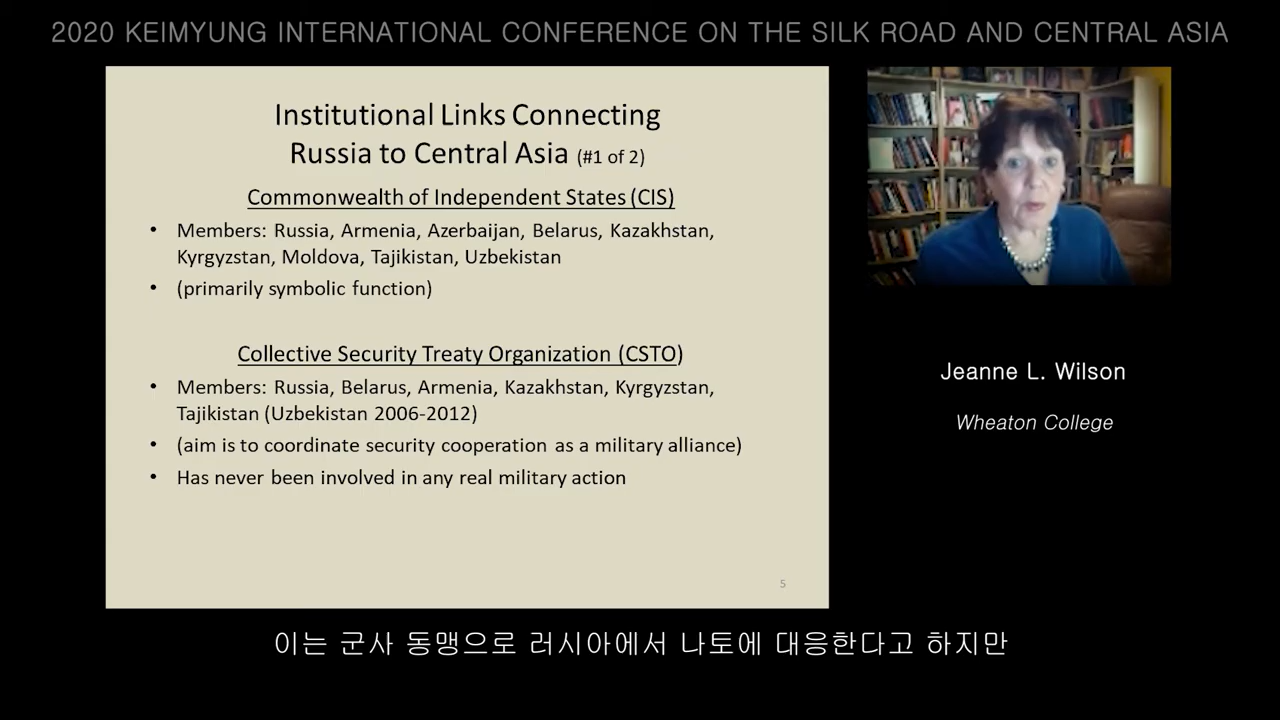 2020 KEIMYUNG INTERNATIONAL CONFERENCE ON THE SILK ROAD AND CENTRAL ASIA
Institutional Links Connecting
Russia to Central Asia (#1 of 2)
Commonwealth of Independent States (CIS)
• Members: Russia, Armenia, Azerbaijan, Belarus, Kazakhstan,
Kyrgyzstan, Moldova, Tajikistan, Uzbekistan
• (primarily symbolic function)
Collective Security Treaty Organization (CSTO)
• Members: Russia, Belarus, Armenia, Kazakhstan, Kyrgyzstan,
Tajikistan (Uzbekistan 2006-2012)
• (aim is to coordinate security cooperation as a military alliance)
• Has never been involved in any real military action
5
Jeanne L. Wilson
Wheaton College
이는 군사 동맹으로 러시아에서 나토에 대응한다고 하지만